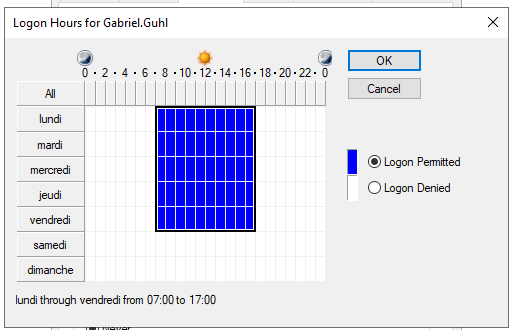 Logon Hours for Gabriel.Guhl
0 · 2 · 4 · 6 · 8 · 10 · 12 · 14 · 16 · 18 · 20 · 22 · 0
OK
Cancel
All
lundi
mardi
mercredi
jeudi
vendredi
samedi
dimanche
Logon Permitted
Logon Denied
lundi through vendredi from 07:00 to 17:00
Never